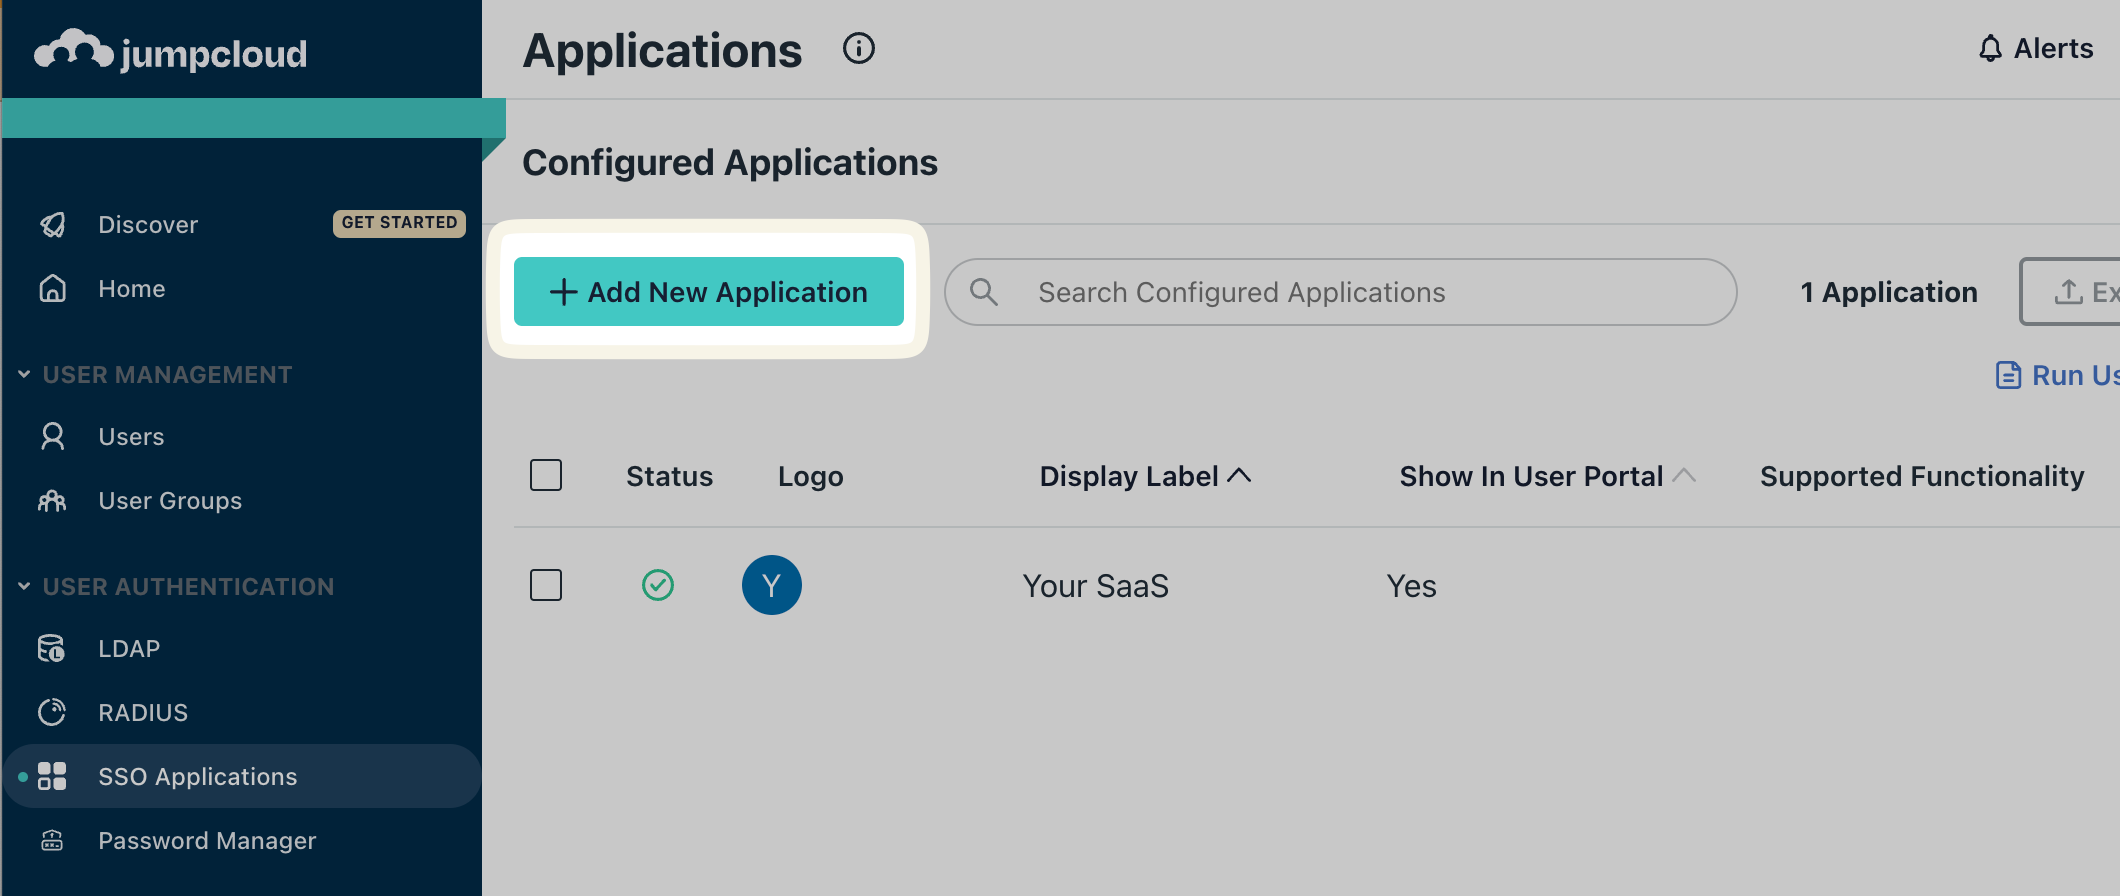 jumpcloud
Discover
GET STARTED
Home
USER MANAGEMENT
Users
User Groups
USER AUTHENTICATION
LDAP
RADIUS
SSO Applications
Password Manager
Applications
Alerts
Configured Applications
Add New Application
Search Configured Applications
1 Application
Ex
Run Us
Status Logo Display Label Show In User Portal Supported Functionality
Y Your SaaS Yes